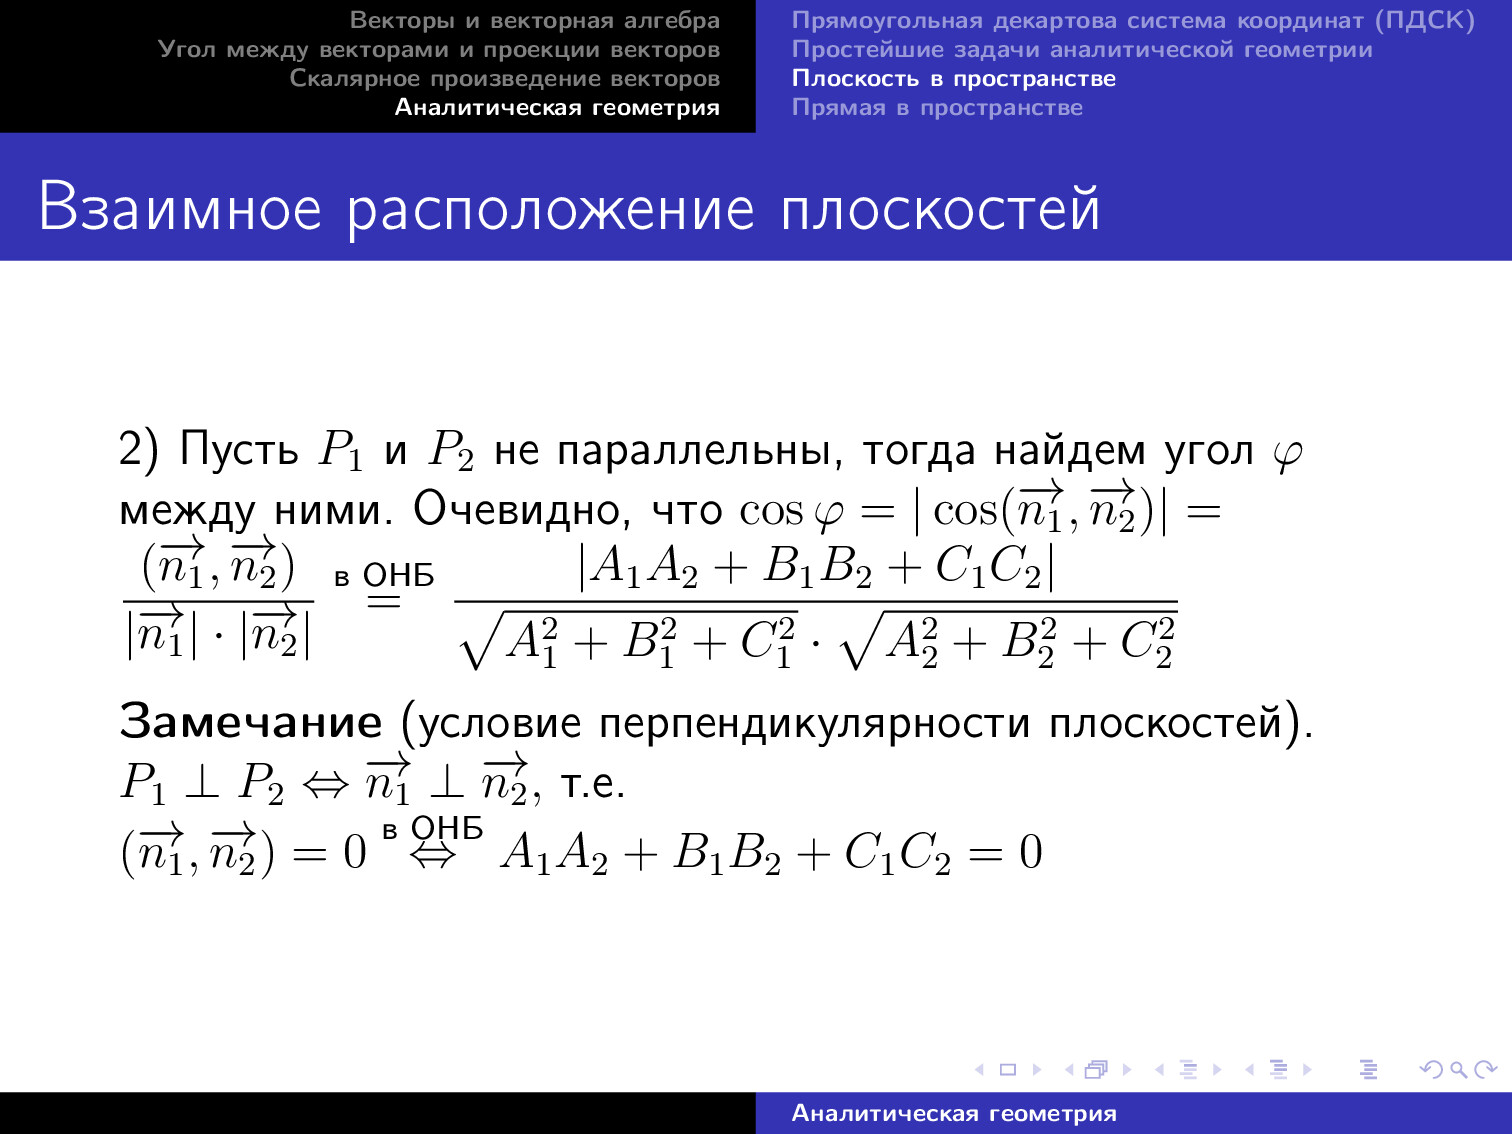 Векторы и векторная алгебра
Угол между векторами и проекции векторов
Скалярное произведение векторов
Аналитическая геометрия
Прямоугольная декартова система координат (ПДСК)
Простейшие задачи аналитической геометрии
Плоскость в пространстве
Прямая в пространстве
Взаимное расположение плоскостей
2) Пусть $P_1$ и $P_2$ не параллельны, тогда найдем угол $\varphi$
между ними. Очевидно, что $\cos\varphi = |\cos(\overrightarrow{n_1}, \overrightarrow{n_2})| =$
$\dfrac{(\overrightarrow{n_1}, \overrightarrow{n_2})}{|\overrightarrow{n_1}| \cdot |\overrightarrow{n_2}|} \overset{\text{в ОНБ}}{=} \dfrac{|A_1A_2 + B_1B_2 + C_1C_2|}{\sqrt{A_1^2 + B_1^2 + C_1^2} \cdot \sqrt{A_2^2 + B_2^2 + C_2^2}}$
Замечание (условие перпендикулярности плоскостей).
$P_1 \perp P_2 \Leftrightarrow \overrightarrow{n_1} \perp \overrightarrow{n_2}$, т.е.
$(\overrightarrow{n_1}, \overrightarrow{n_2}) = 0 \overset{\text{в ОНБ}}{\Leftrightarrow} A_1A_2 + B_1B_2 + C_1C_2 = 0$
Аналитическая геометрия